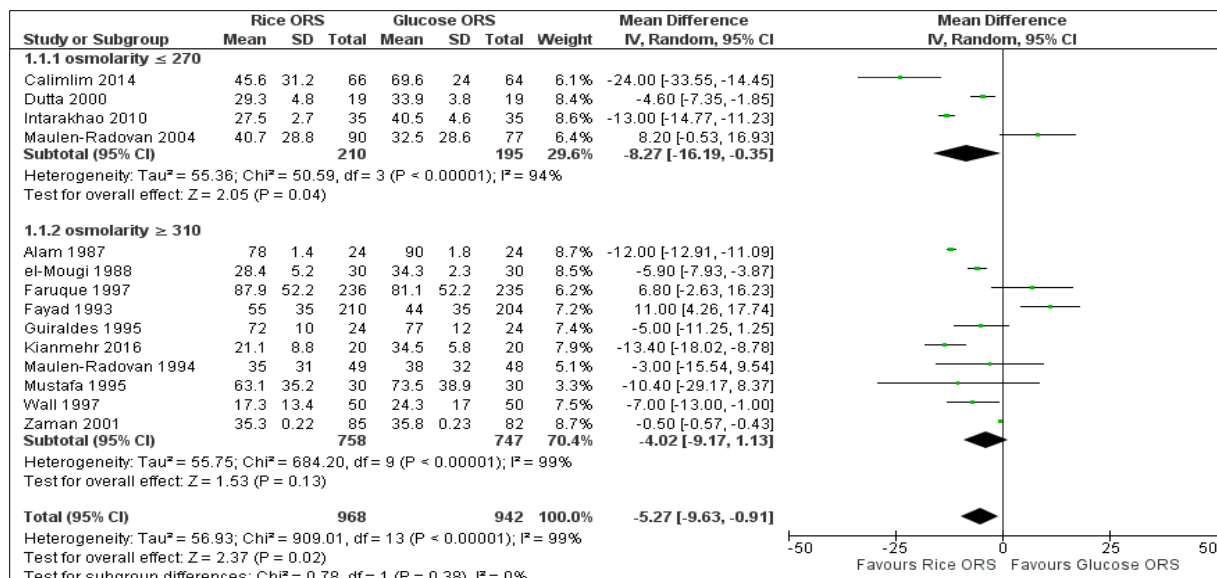 Rice ORS Glucose ORS Mean Difference Mean Difference
Study or Subgroup Mean SD Total Mean SD Total Weight IV, Random, 95% CI IV, Random, 95% CI
1.1.1 osmolarity ≤ 270
Calimlim 2014 45.6 31.2 66 69.6 24 64 6.1% -24.00 [-33.55, -14.45]
Dutta 2000 29.3 4.8 19 33.9 3.8 19 8.4% -4.60 [-7.35, -1.85]
Intarakhao 2010 27.5 2.7 35 40.5 4.6 35 8.6% -13.00 [-14.77, -11.23]
Maulen-Radovan 2004 40.7 28.8 90 32.5 28.6 77 6.4% 8.20 [-0.53, 16.93]
Subtotal (95% CI) 210 195 29.6% -8.27 [-16.19, -0.35]
Heterogeneity: Tau² = 55.36; Chi² = 50.59, df = 3 (P < 0.00001); I² = 94%
Test for overall effect: Z = 2.05 (P = 0.04)
1.1.2 osmolarity ≥ 310
Alam 1987 78 1.4 24 90 1.8 24 8.7% -12.00 [-12.91, -11.09]
el-Mougi 1988 28.4 5.2 30 34.3 2.3 30 8.5% -5.90 [-7.93, -3.87]
Faruque 1997 87.9 52.2 236 81.1 52.2 235 6.2% 6.80 [-2.63, 16.23]
Fayad 1993 55 35 210 44 35 204 7.2% 11.00 [4.26, 17.74]
Guiraldes 1995 72 10 24 77 12 24 7.4% -5.00 [-11.25, 1.25]
Kianmehr 2016 21.1 8.8 20 34.5 5.8 20 7.9% -13.40 [-18.02, -8.78]
Maulen-Radovan 1994 35 31 49 38 32 48 5.1% -3.00 [-15.54, 9.54]
Mustafa 1995 63.1 35.2 30 73.5 38.9 30 3.3% -10.40 [-29.17, 8.37]
Wall 1997 17.3 13.4 50 24.3 17 50 7.5% -7.00 [-13.00, -1.00]
Zaman 2001 35.3 0.22 85 35.8 0.23 82 8.7% -0.50 [-0.57, -0.43]
Subtotal (95% CI) 758 747 70.4% -4.02 [-9.17, 1.13]
Heterogeneity: Tau² = 55.75; Chi² = 684.20, df = 9 (P < 0.00001); I² = 99%
Test for overall effect: Z = 1.53 (P = 0.13)
Total (95% CI) 968 942 100.0% -5.27 [-9.63, -0.91]
Heterogeneity: Tau² = 56.93; Chi² = 909.01, df = 13 (P < 0.00001); I² = 99%
Test for overall effect: Z = 2.37 (P = 0.02)
Test for subgroup differences: Chi² = 0.78, df = 1 (P = 0.38), I² = 0%
-50 -25 0 25 50
Favours Rice ORS Favours Glucose ORS